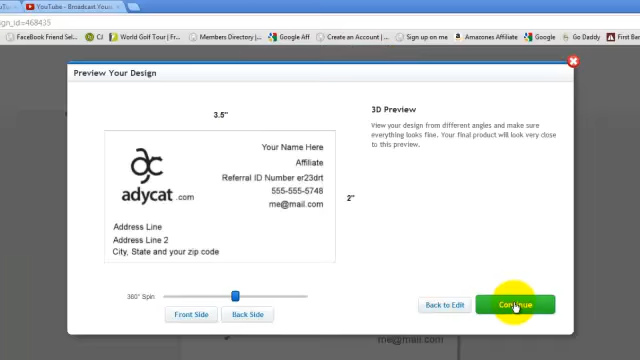 YouTube - Broadcast Your
sign_id=468435
FaceBook Friend Sel...
CJ
World Golf Tour | Fr...
Members Directory |...
Google Aff
Create an Account | ...
Sign up on me
Amazones Affiliate
Google
Go Daddy
First Ban
Preview Your Design
3.5"
3D Preview
View your design from different angles and make sure
everything looks fine. Your final product will look very close
to this preview.
Your Name Here
Affiliate
Referral ID Number er23drt
555-555-5748
me@mail.com
adycat.com
2"
Address Line
Address Line 2
City, State and your zip code
360° Spin:
Front Side
Back Side
Back to Edit
Continue
me@mail.com